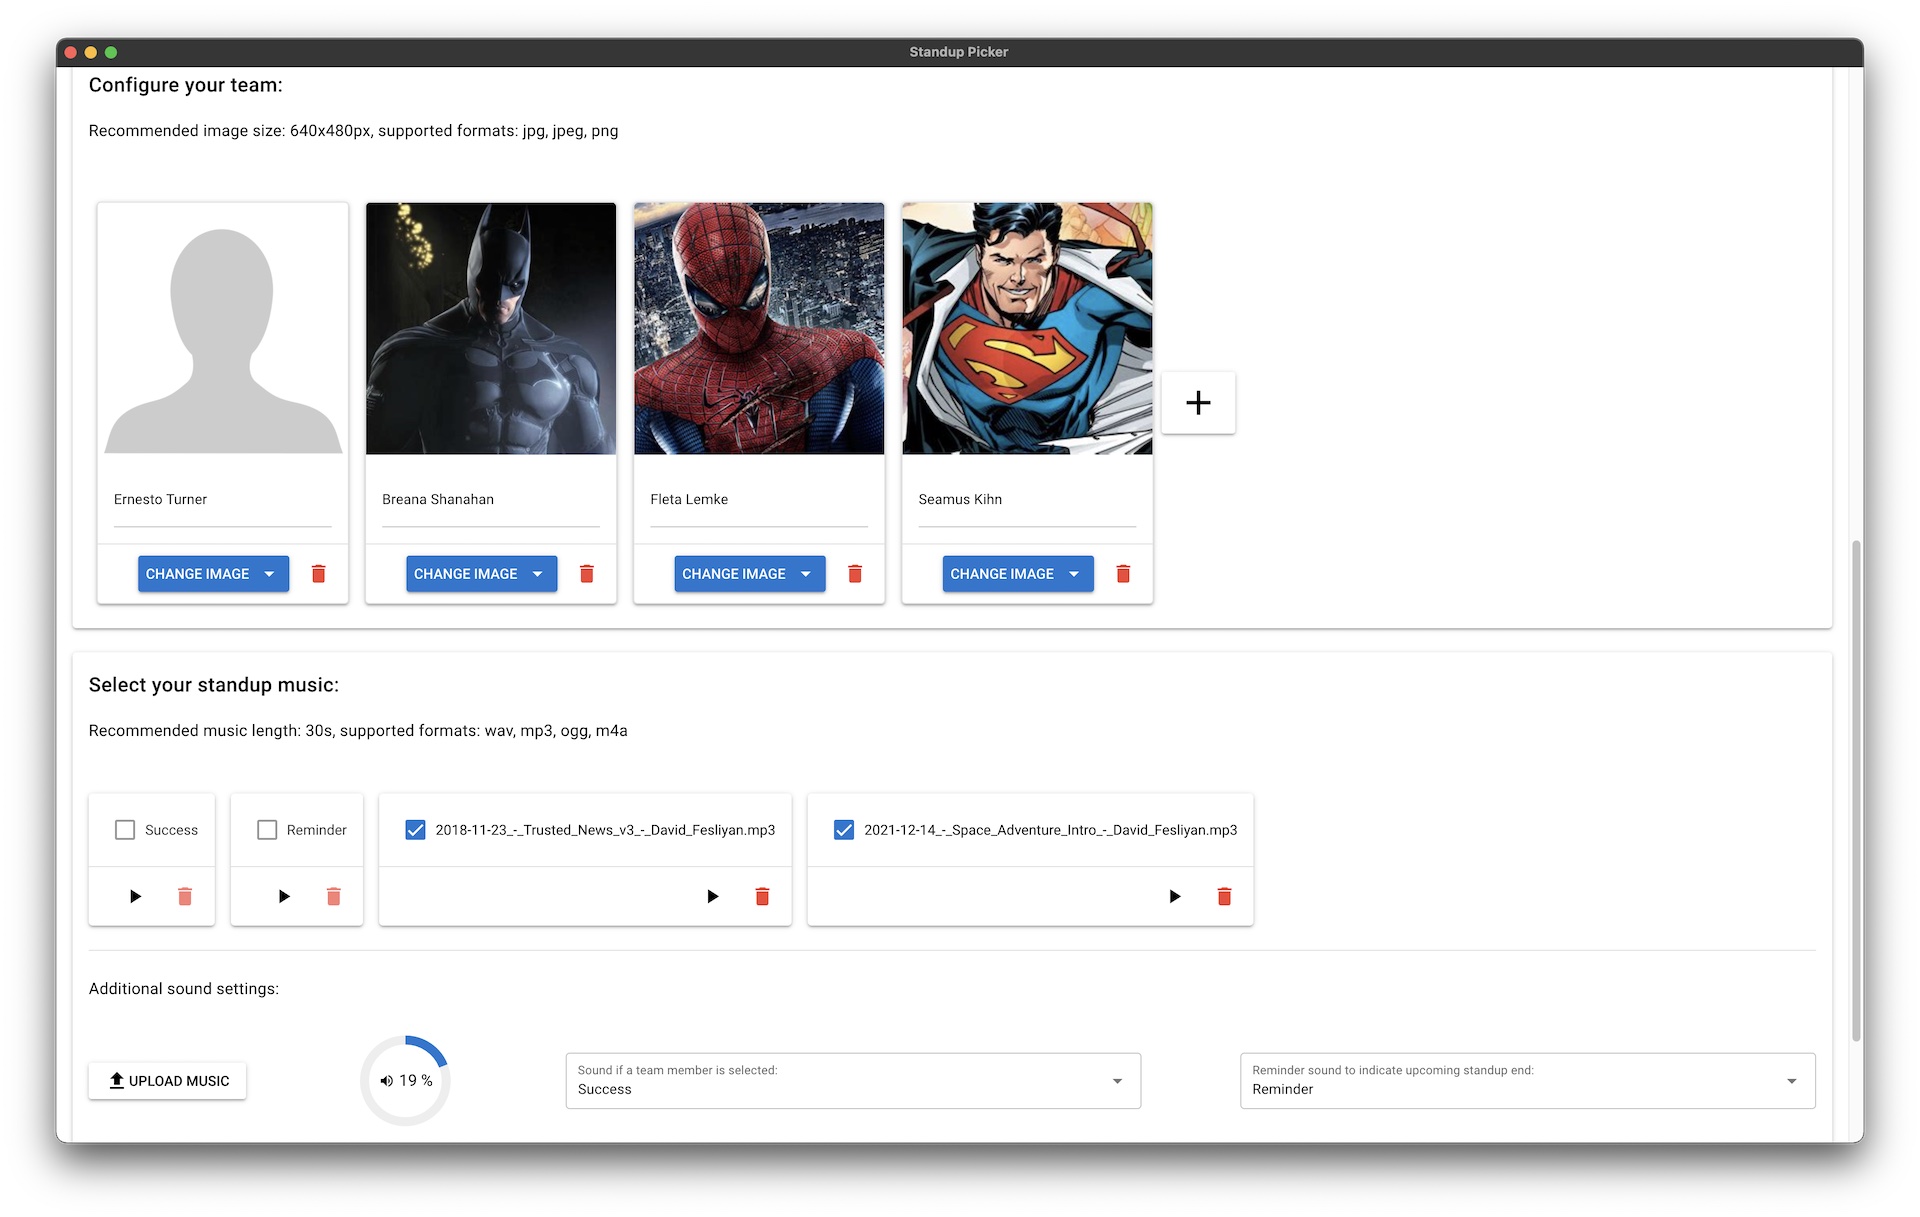 Standup Picker
Configure your team:
Recommended image size: 640x480px, supported formats: jpg, jpeg, png
Ernesto Turner
Breana Shanahan
Fleta Lemke
Seamus Kihn
CHANGE IMAGE
CHANGE IMAGE
CHANGE IMAGE
CHANGE IMAGE
Select your standup music:
Recommended music length: 30s, supported formats: wav, mp3, ogg, m4a
Success
Reminder
2018-11-23_-_Trusted_News_v3_-_David_Fesliyan.mp3
2021-12-14_-_Space_Adventure_Intro_-_David_Fesliyan.mp3
Additional sound settings:
UPLOAD MUSIC
19 %
Sound if a team member is selected:
Success
Reminder sound to indicate upcoming standup end:
Reminder